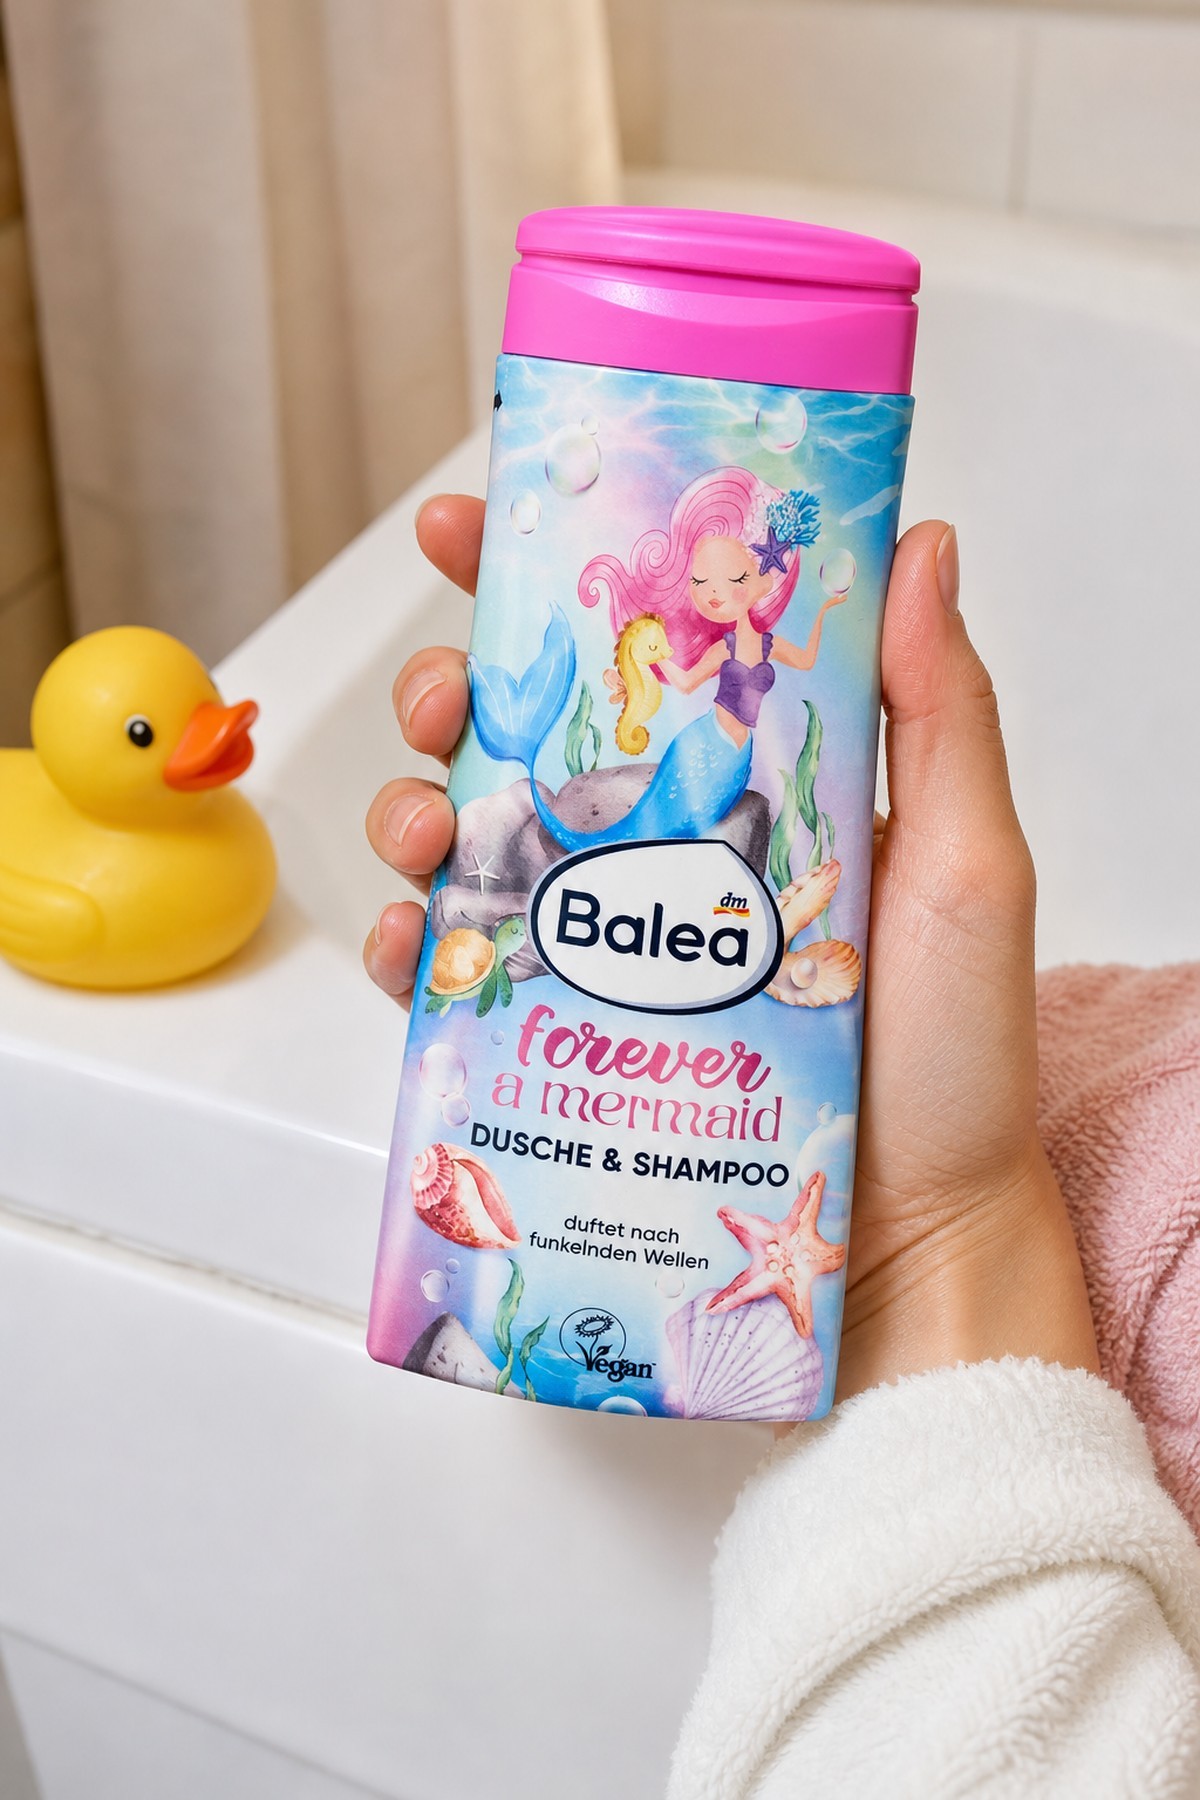 Balea
dm
forever
a mermaid
DUSCHE & SHAMPOO
duftet nach
funkelnden Wellen
Vegan